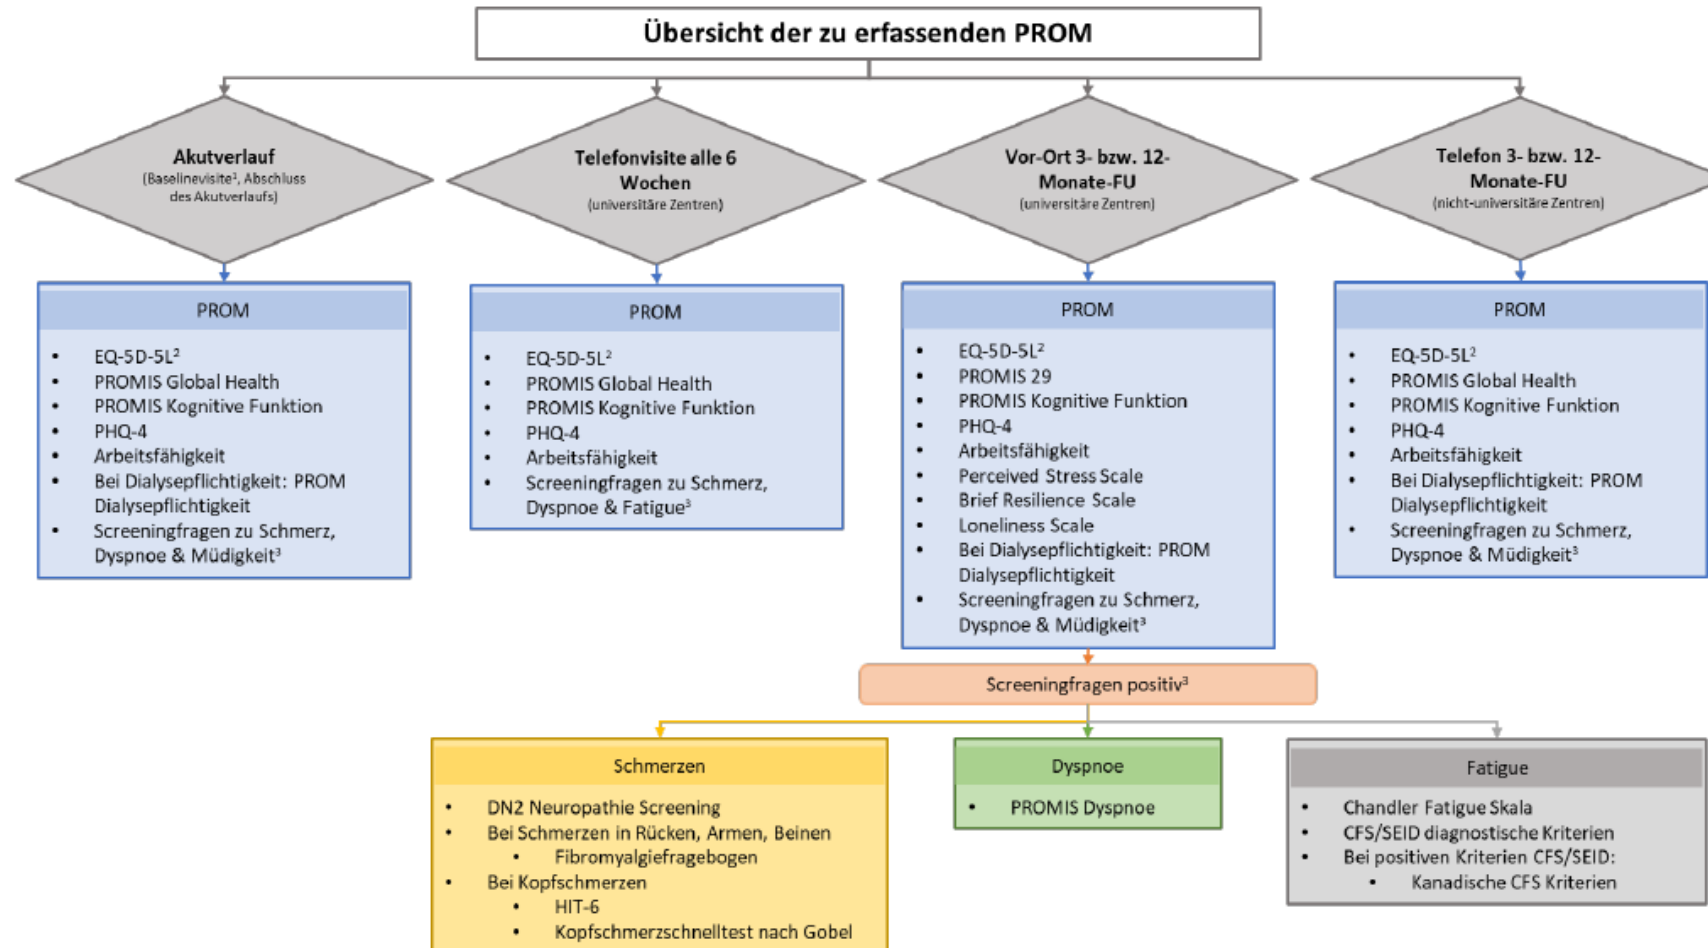 Übersicht der zu erfassenden PROM
Akutverlauf
(Baselinevisite¹, Abschluss
des Akutverlaufs)
Telefonvisite alle 6
Wochen
(universitäre Zentren)
Vor-Ort 3- bzw. 12-
Monate-FU
(universitäre Zentren)
Telefon 3- bzw. 12-
Monate-FU
(nicht-universitäre Zentren)
PROM
• EQ-5D-5L²
• PROMIS Global Health
• PROMIS Kognitive Funktion
• PHQ-4
• Arbeitsfähigkeit
• Bei Dialysepflichtigkeit: PROM
Dialysepflichtigkeit
• Screeningfragen zu Schmerz,
Dyspnoe & Müdigkeit³
PROM
• EQ-5D-5L²
• PROMIS Global Health
• PROMIS Kognitive Funktion
• PHQ-4
• Arbeitsfähigkeit
• Screeningfragen zu Schmerz,
Dyspnoe & Fatigue³
PROM
• EQ-5D-5L²
• PROMIS 29
• PROMIS Kognitive Funktion
• PHQ-4
• Arbeitsfähigkeit
• Perceived Stress Scale
• Brief Resilience Scale
• Loneliness Scale
• Bei Dialysepflichtigkeit: PROM
Dialysepflichtigkeit
• Screeningfragen zu Schmerz,
Dyspnoe & Müdigkeit³
PROM
• EQ-5D-5L²
• PROMIS Global Health
• PROMIS Kognitive Funktion
• PHQ-4
• Arbeitsfähigkeit
• Bei Dialysepflichtigkeit: PROM
Dialysepflichtigkeit
• Screeningfragen zu Schmerz,
Dyspnoe & Müdigkeit³
Screeningfragen positiv³
Schmerzen
• DN2 Neuropathie Screening
• Bei Schmerzen in Rücken, Armen, Beinen
• Fibromyalgiefragebogen
• Bei Kopfschmerzen
• HIT-6
• Kopfschmerzschnelltest nach Gobel
Dyspnoe
• PROMIS Dyspnoe
Fatigue
• Chandler Fatigue Skala
• CFS/SEID diagnostische Kriterien
• Bei positiven Kriterien CFS/SEID:
• Kanadische CFS Kriterien